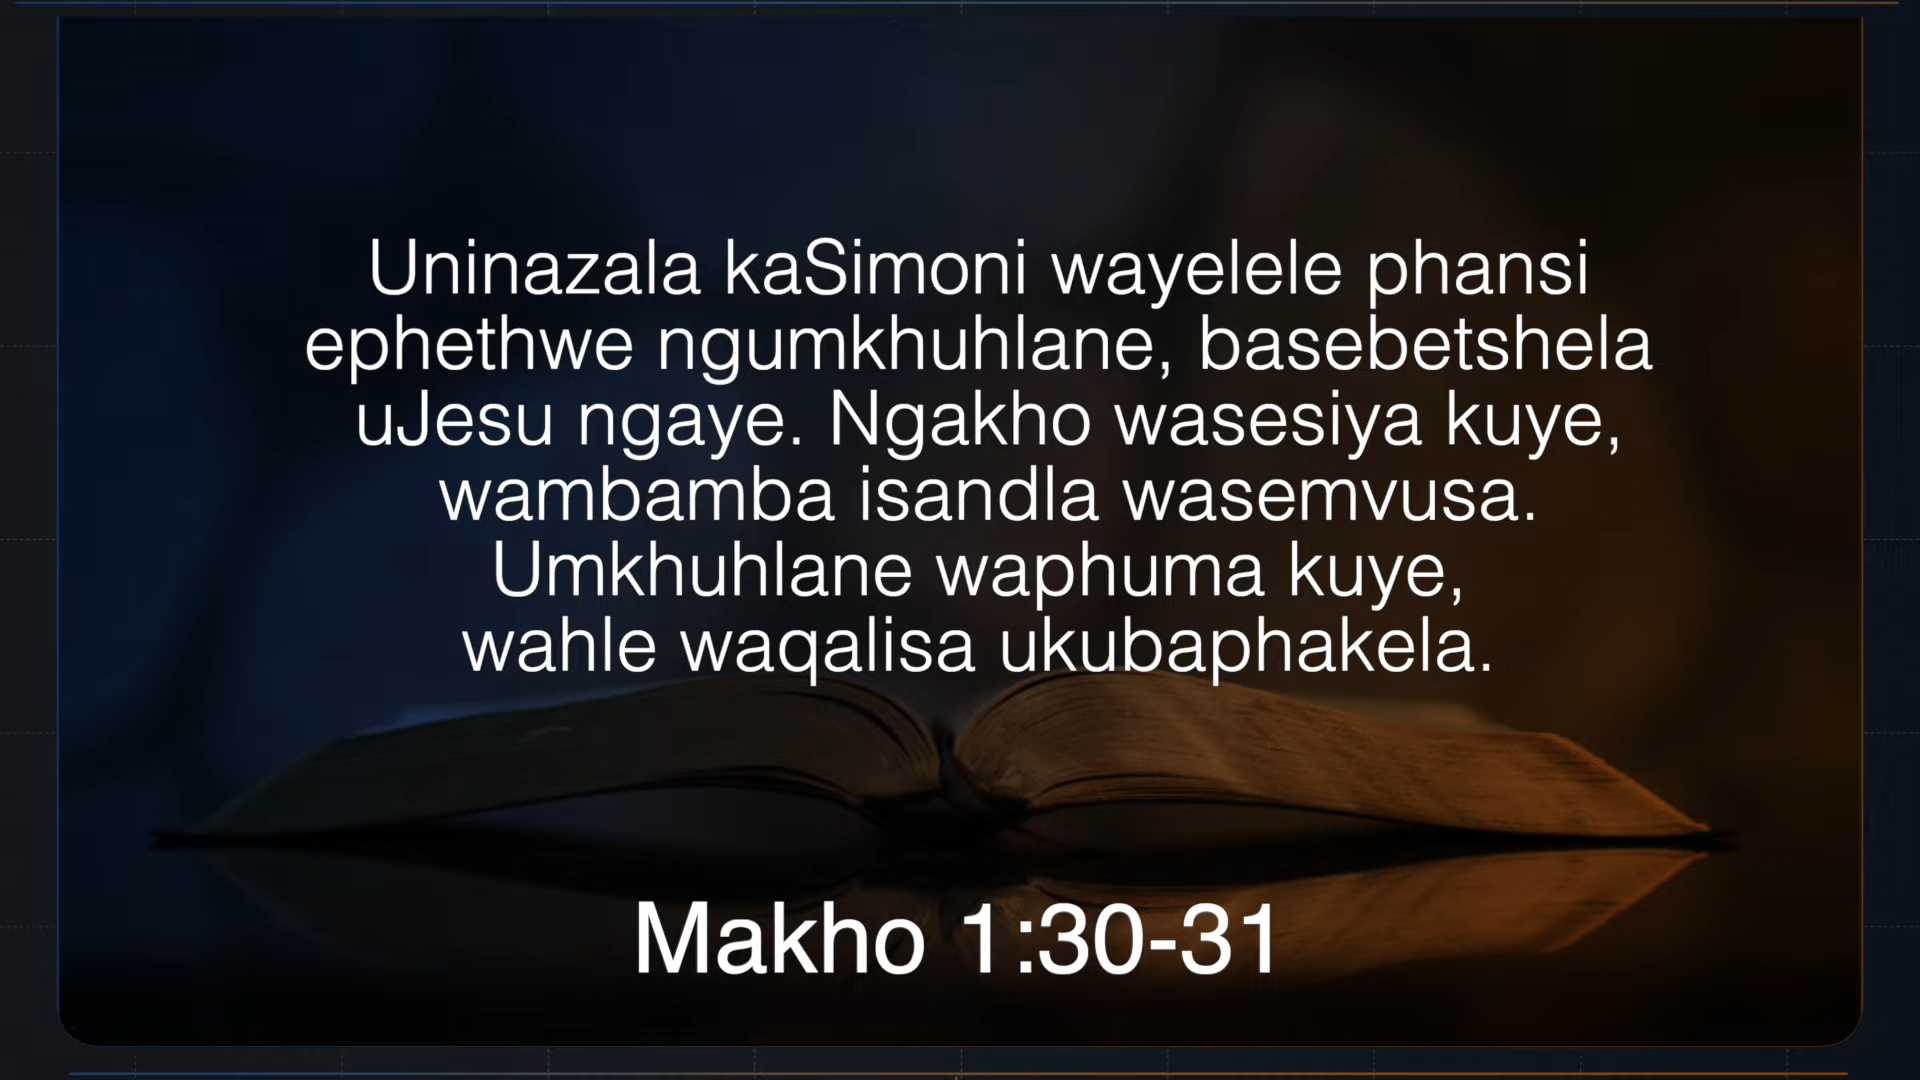 Uninazala kaSimoni wayelele phansi
ephethwe ngumkhuhlane, basebetshela
uJesu ngaye. Ngakho wasesiya kuye,
wambamba isandla wasemvusa.
Umkhuhlane waphuma kuye,
wahle waqalisa ukubaphakela.
Makho 1:30-31